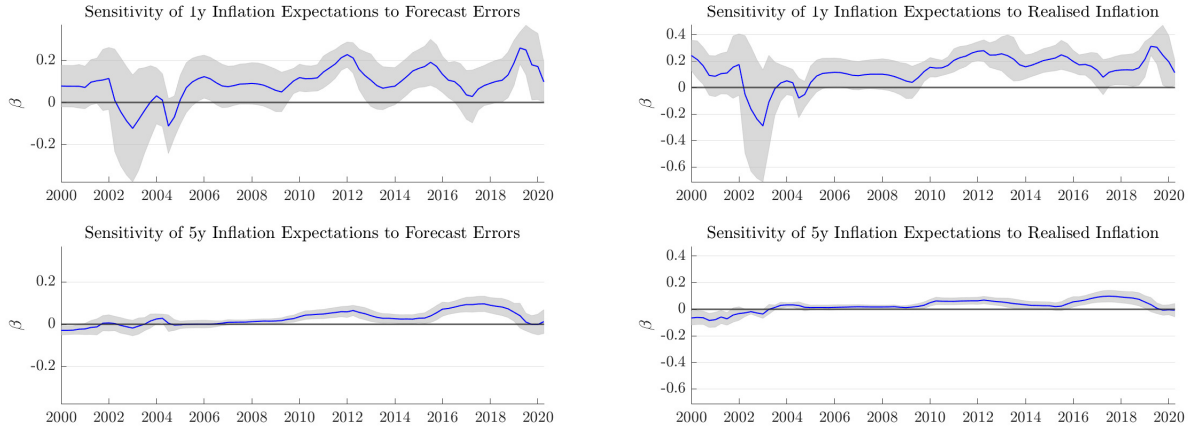 Sensitivity of 1y Inflation Expectations to Forecast Errors
0.2
0
-0.2
β
2000 2002 2004 2006 2008 2010 2012 2014 2016 2018 2020
Sensitivity of 1y Inflation Expectations to Realised Inflation
0.4
0.2
0
-0.2
-0.4
-0.6
β
2000 2002 2004 2006 2008 2010 2012 2014 2016 2018 2020
Sensitivity of 5y Inflation Expectations to Forecast Errors
0.2
0
-0.2
β
2000 2002 2004 2006 2008 2010 2012 2014 2016 2018 2020
Sensitivity of 5y Inflation Expectations to Realised Inflation
0.4
0.2
0
-0.2
-0.4
-0.6
β
2000 2002 2004 2006 2008 2010 2012 2014 2016 2018 2020